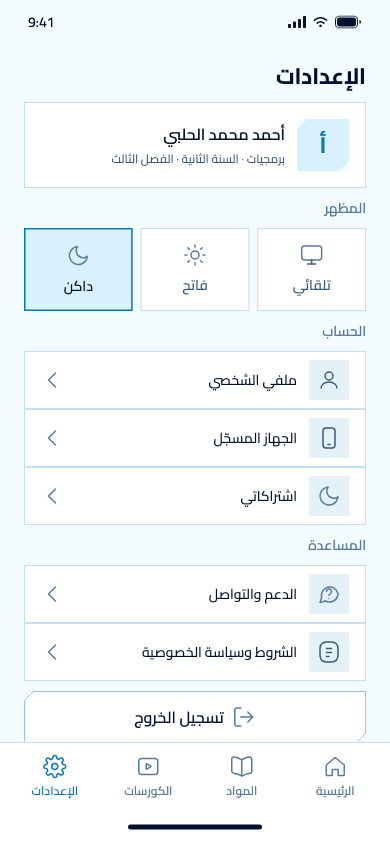 9:41
الإعدادات
أ
أحمد محمد الحلبي
برمجيات · السنة الثانية · الفصل الثالث
المظهر
تلقائي
فاتح
داكن
الحساب
ملفي الشخصي
الجهاز المسجّل
اشتراكاتي
المساعدة
الدعم والتواصل
الشروط وسياسة الخصوصية
تسجيل الخروج
الرئيسية
المواد
الكورسات
الإعدادات